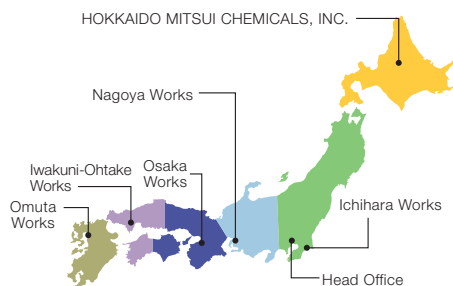 HOKKAIDO MITSUI CHEMICALS, INC.
Nagoya Works
Iwakuni-Ohtake
Works
Osaka
Works
Omuta
Works
Ichihara Works
Head Office